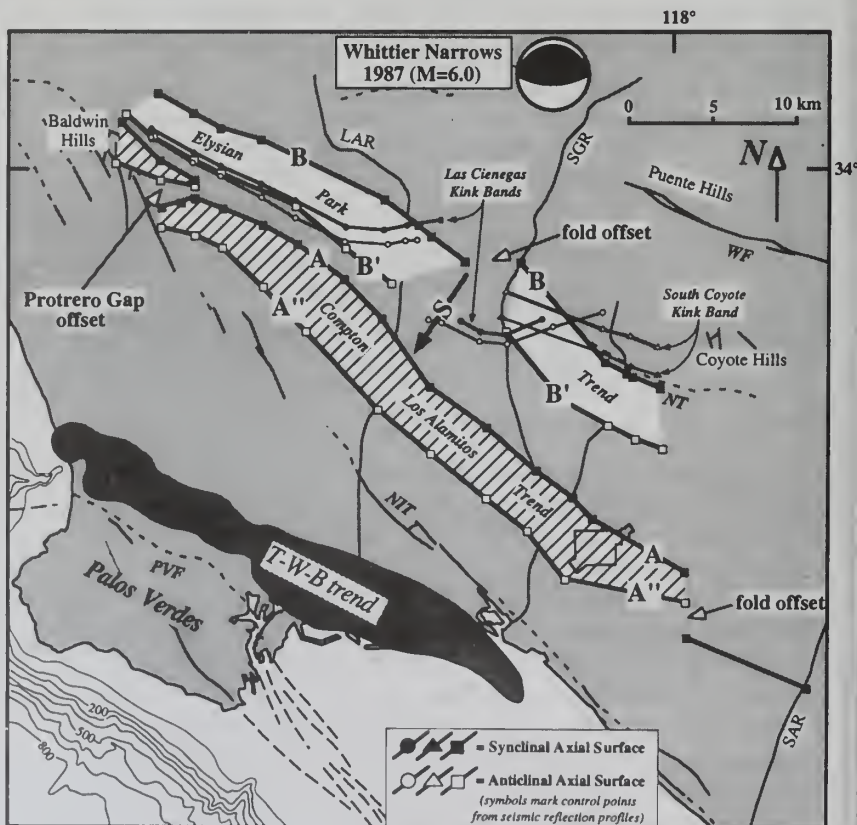 118°
Whittier Narrows
1987 (M=6.0)
0 5 10 km
Baldwin
Hills
Elysian
B
LAR
SGR
Las Cienegas
Kink Bands
Puente Hills
N
34°
Park
fold offset
WF
B'
B
A
Protrero Gap
offset
A"
S
South Coyote
Kink Band
Compton
Coyote Hills
Trend
B'
NT
Los Alamitos
Trend
NIT
A
A"
T-W-B trend
PVF
Palos Verdes
fold offset
200
500
800
SAR
= Synclinal Axial Surface
= Anticlinal Axial Surface
(symbols mark control points
from seismic reflection profiles)